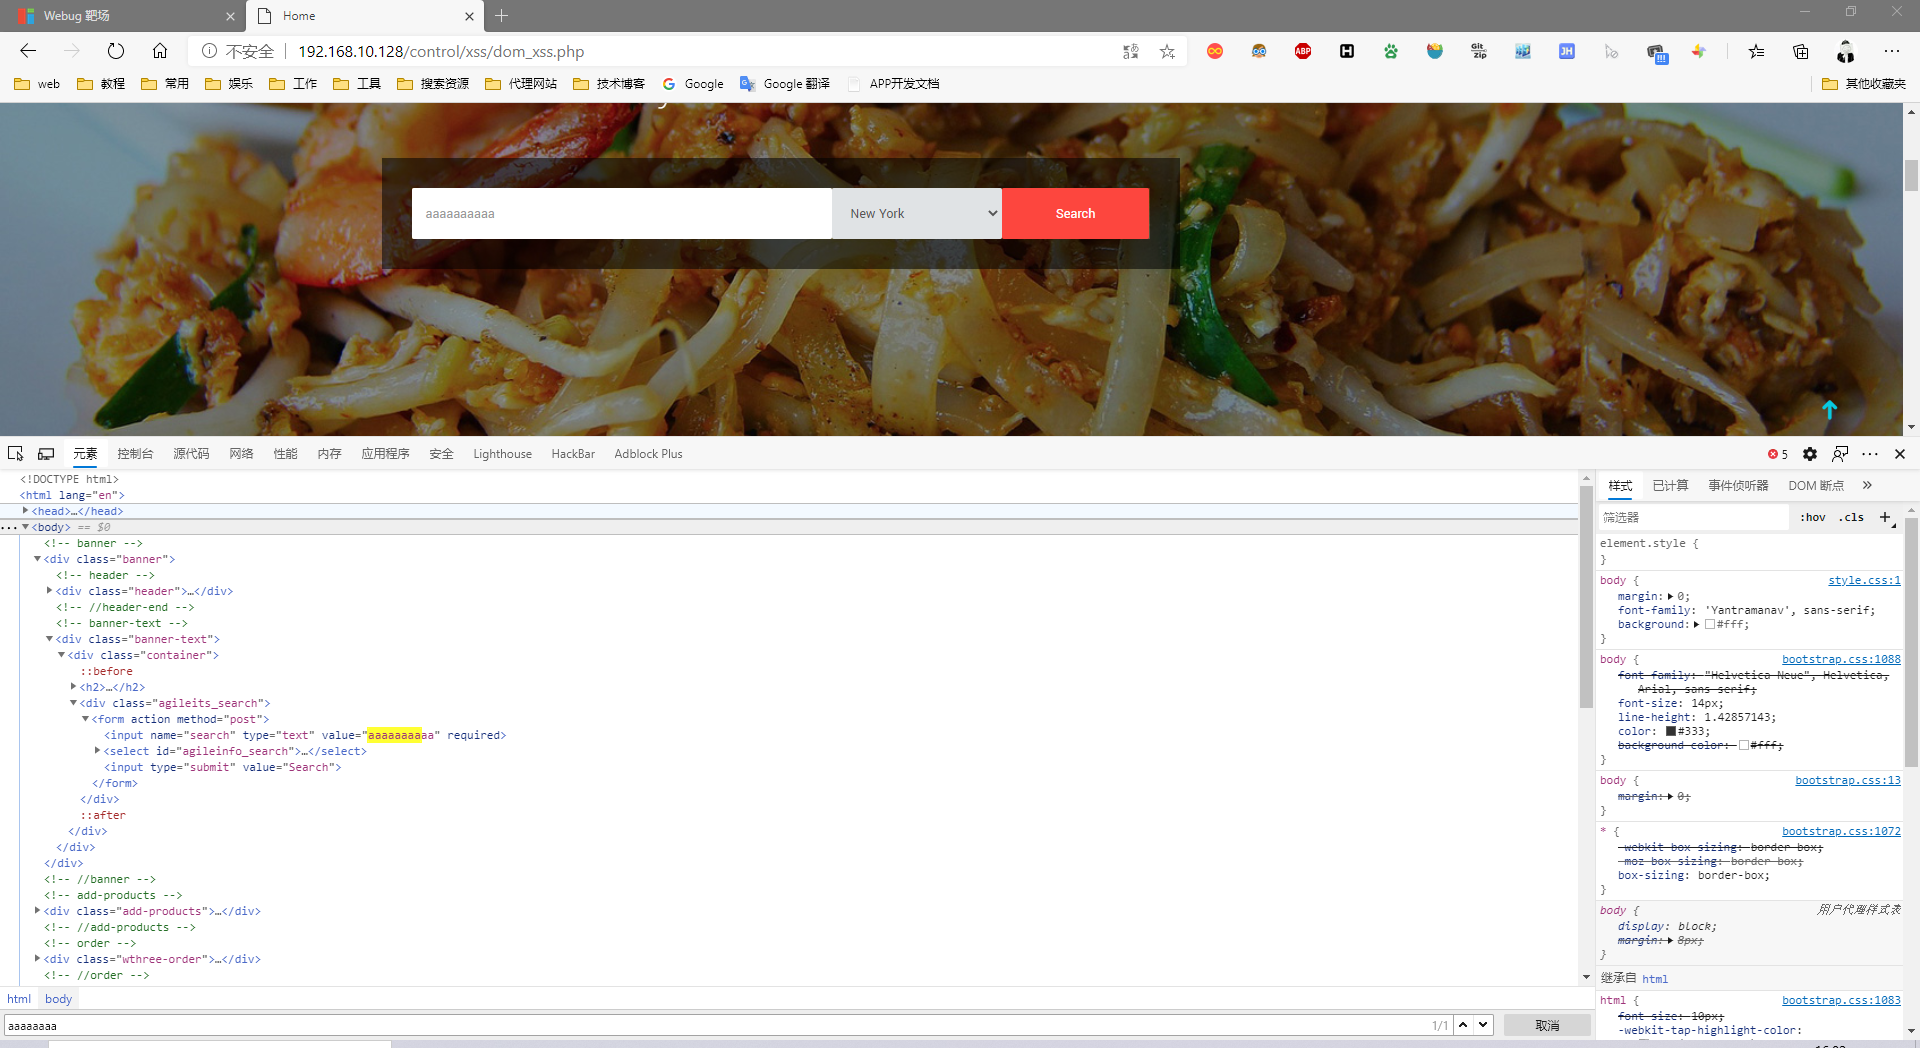 Webug 靶场
Home
不安全 192.168.10.128/control/xss/dom_xss.php
web 教程 常用 娱乐 工作 工具 搜索资源 代理网站 技术博客 Google Google 翻译 APP开发文档 其他收藏夹
aaaaaaaaaa New York Search
元素 控制台 源代码 网络 性能 内存 应用程序 安全 Lighthouse HackBar Adblock Plus 5
<!DOCTYPE html>
<html lang="en">
<head>…</head>
<body> == $0
<!-- banner -->
<div class="banner">
<!-- header -->
<div class="header">…</div>
<!-- //header-end -->
<!-- banner-text -->
<div class="banner-text">
<div class="container">
::before
<h2>…</h2>
<div class="agileits_search">
<form action method="post">
<input name="search" type="text" value="aaaaaaaaaa" required>
<select id="agileinfo_search">…</select>
<input type="submit" value="Search">
</form>
</div>
::after
</div>
</div>
</div>
<!-- //banner -->
<!-- add-products -->
<div class="add-products">…</div>
<!-- //add-products -->
<!-- order -->
<div class="wthree-order">…</div>
<!-- //order -->
html body
aaaaaaaa 1/1 取消
样式 已计算 事件侦听器 DOM 断点
筛选器 :hov .cls +
element.style {
}
body { style.css:1
margin: 0;
font-family: 'Yantramanav', sans-serif;
background: #fff;
}
body { bootstrap.css:1088
font-family: "Helvetica Neue", Helvetica,
Arial, sans-serif;
font-size: 14px;
line-height: 1.42857143;
color: #333;
background-color: #fff;
}
body { bootstrap.css:13
margin: 0;
}
* { bootstrap.css:1072
-webkit-box-sizing: border-box;
-moz-box-sizing: border-box;
box-sizing: border-box;
}
body { 用户代理样式表
display: block;
margin: 8px;
}
继承自 html
html { bootstrap.css:1083
font-size: 10px;
-webkit-tap-highlight-color: